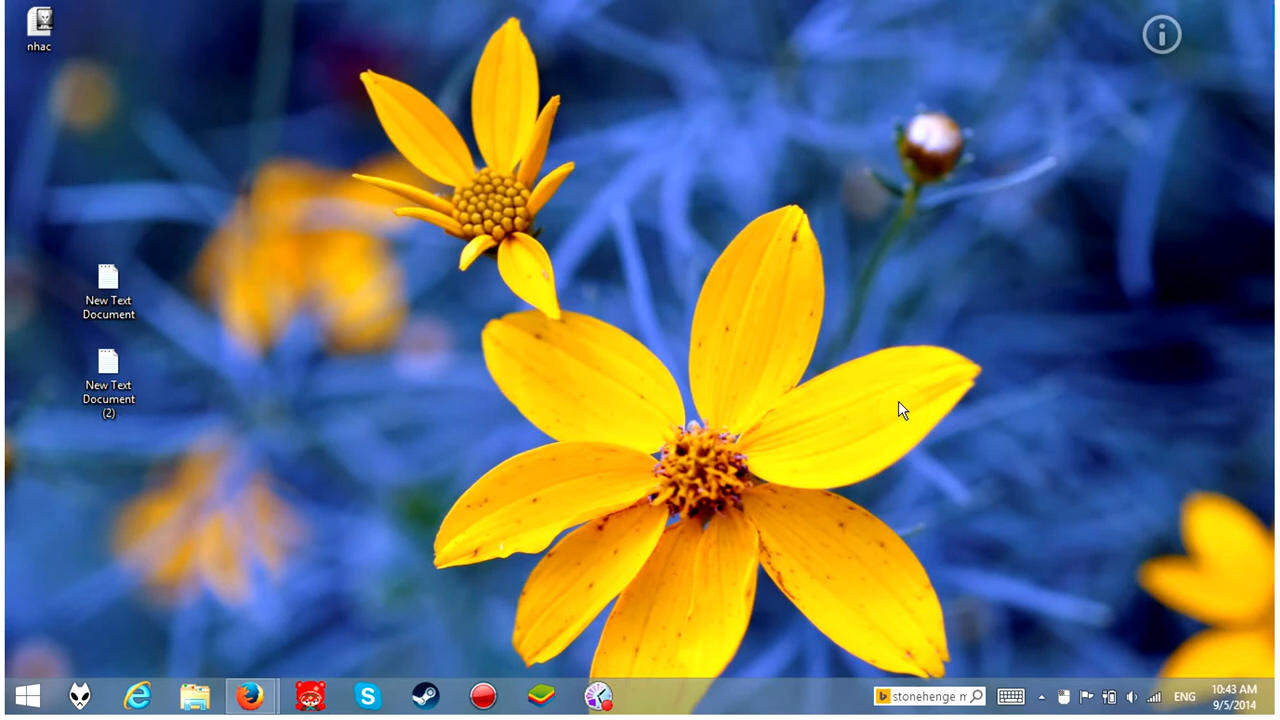 nhac
New Text
Document
New Text
Document
(2)
stonehenge m
ENG
10:43 AM
9/5/2014